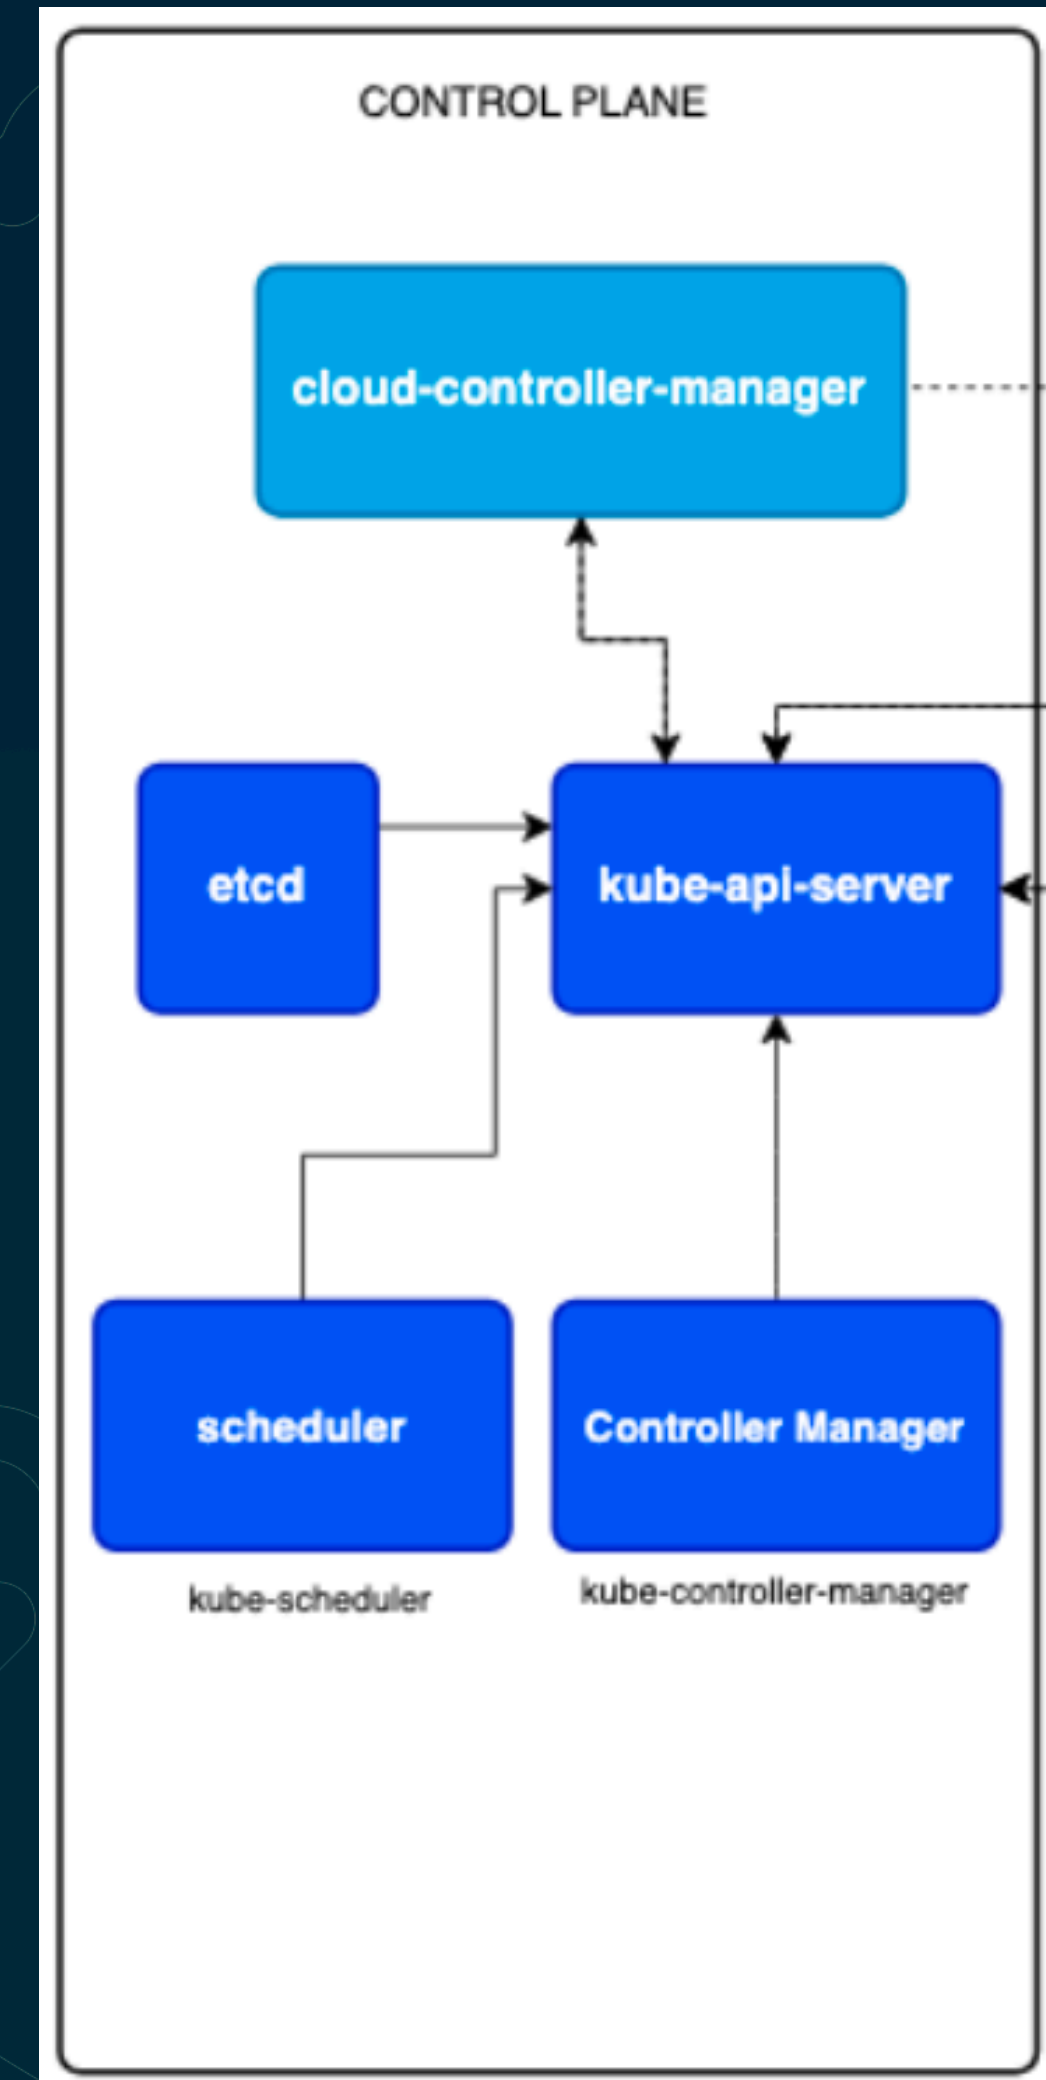 CONTROL PLANE
cloud-controller-manager
etcd
kube-api-server
scheduler
Controller Manager
kube-scheduler
kube-controller-manager